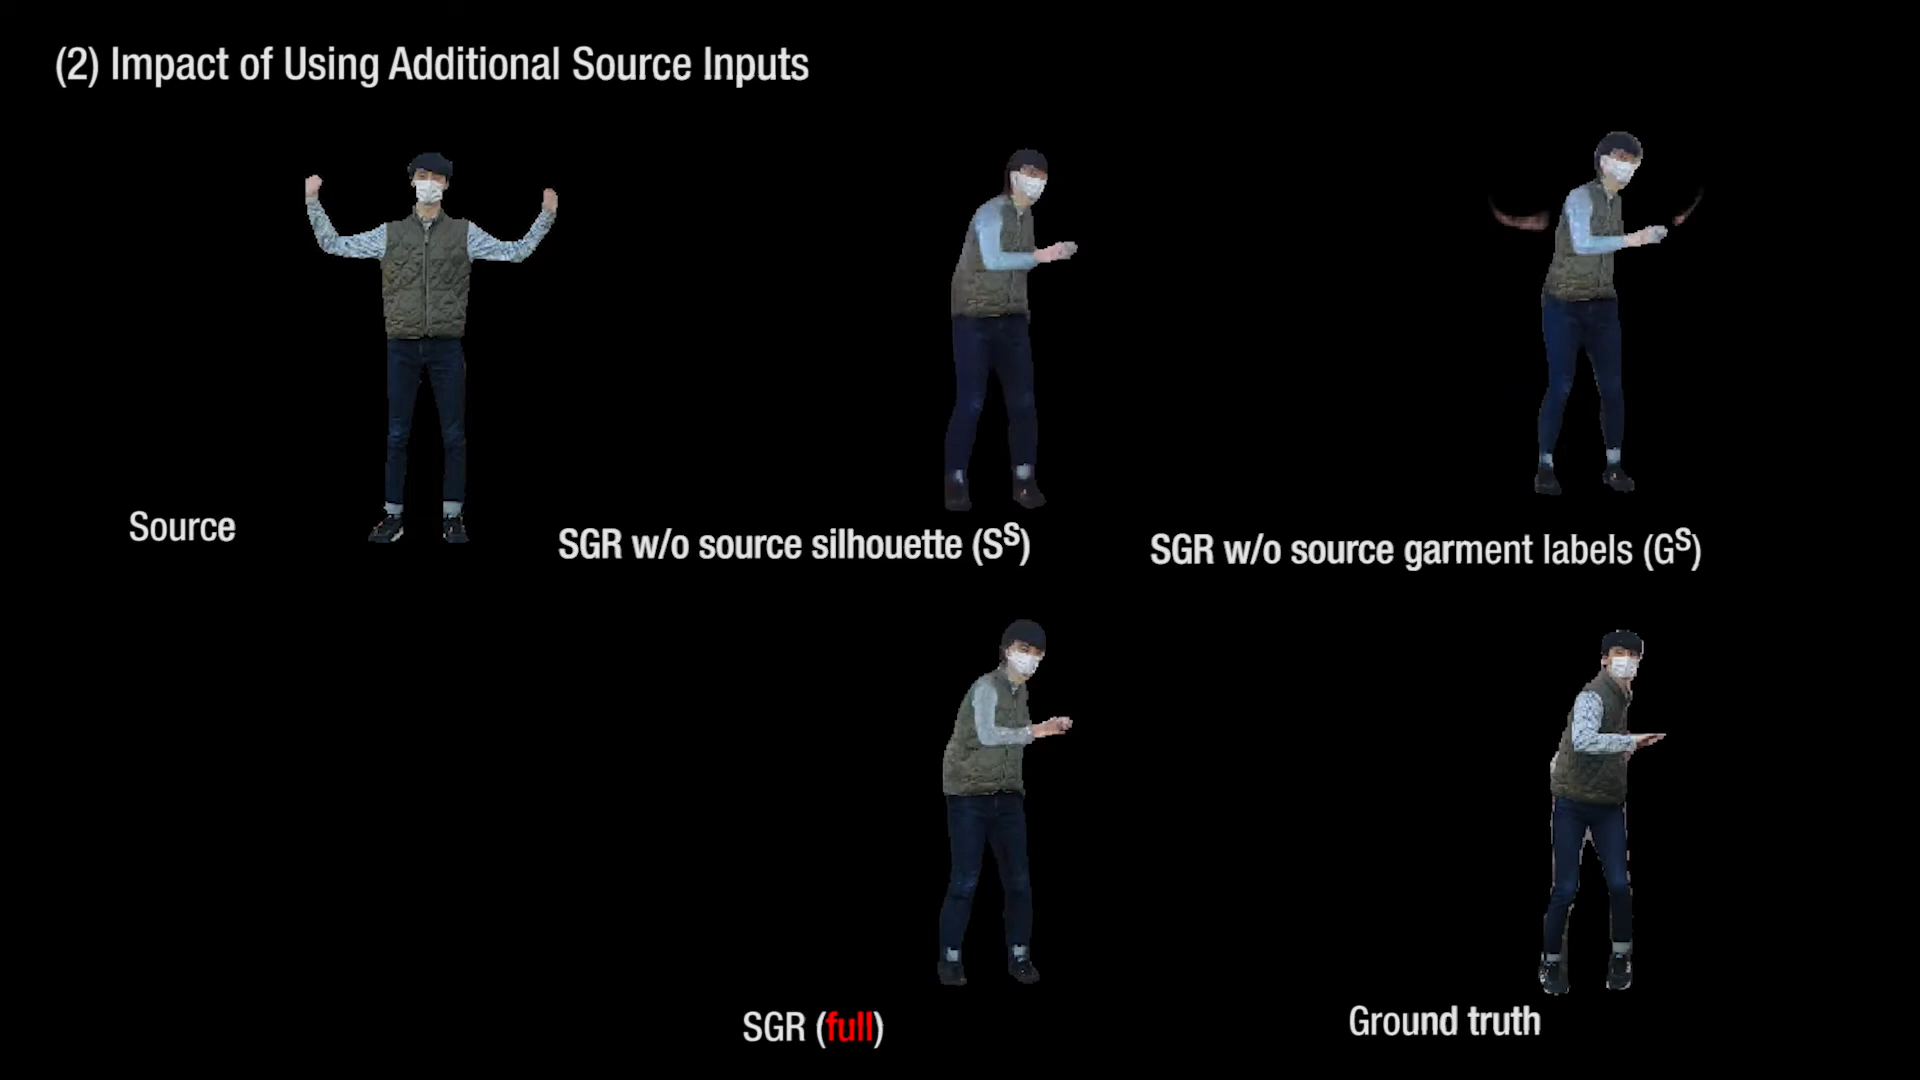 (2) Impact of Using Additional Source Inputs
Source
SGR w/o source silhouette (Sˢ)
SGR w/o source garment labels (Gˢ)
SGR (full)
Ground truth